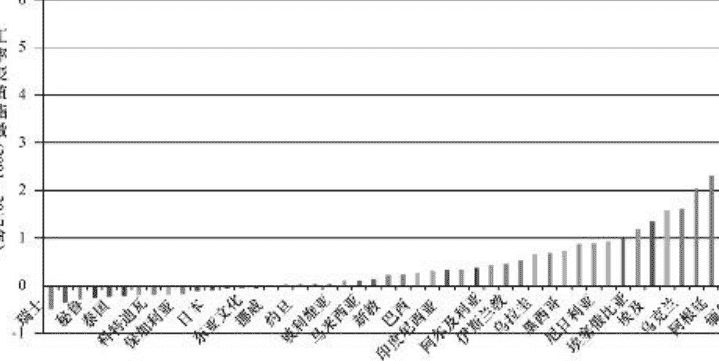 6
5
4
3
2
1
0
-1
瑞士
秘鲁
泰国
科特迪瓦
保加利亚
日本
东亚文化
挪威
约旦
玻利维亚
马来西亚
新教
巴西
印度尼西亚
阿尔及利亚
伊斯兰教
乌拉圭
墨西哥
尼日利亚
埃塞俄比亚
埃及
乌克兰
阿根廷